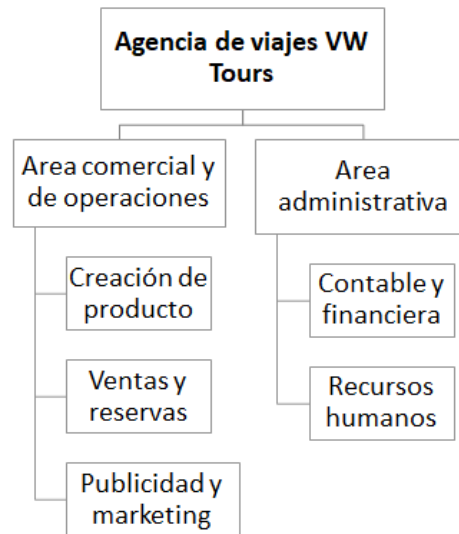 Agencia de viajes VW
Tours
Area comercial y
de operaciones
Creación de
producto
Ventas y
reservas
Publicidad y
marketing
Area
administrativa
Contable y
financiera
Recursos
humanos